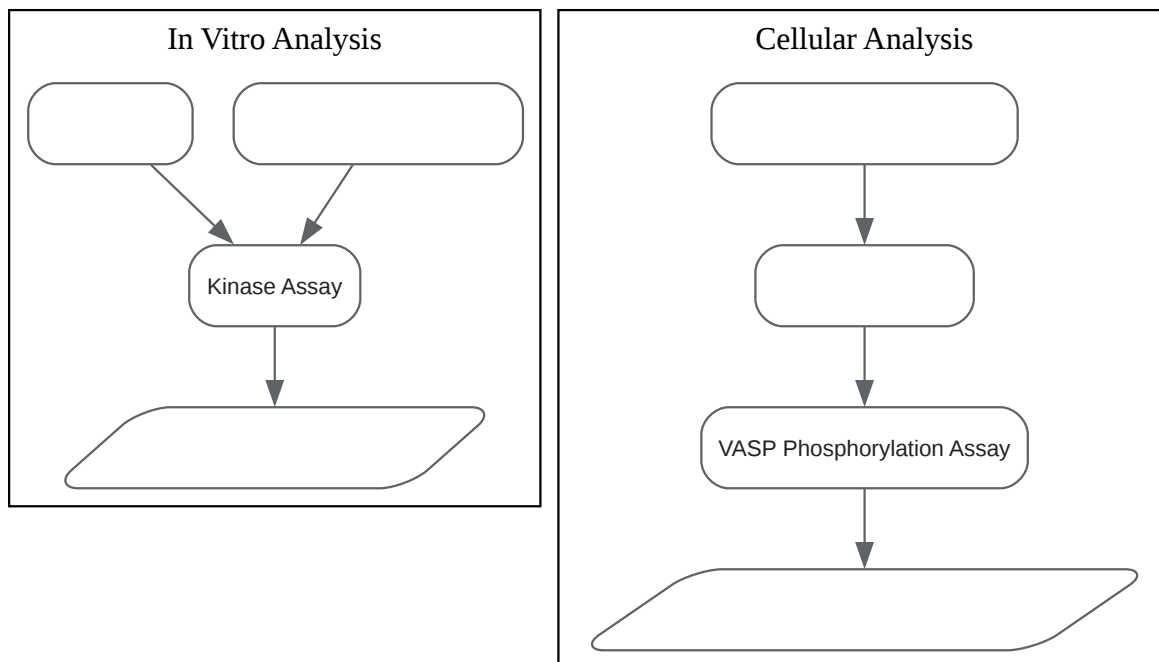 In Vitro Analysis
Cellular Analysis
Kinase Assay
VASP Phosphorylation Assay